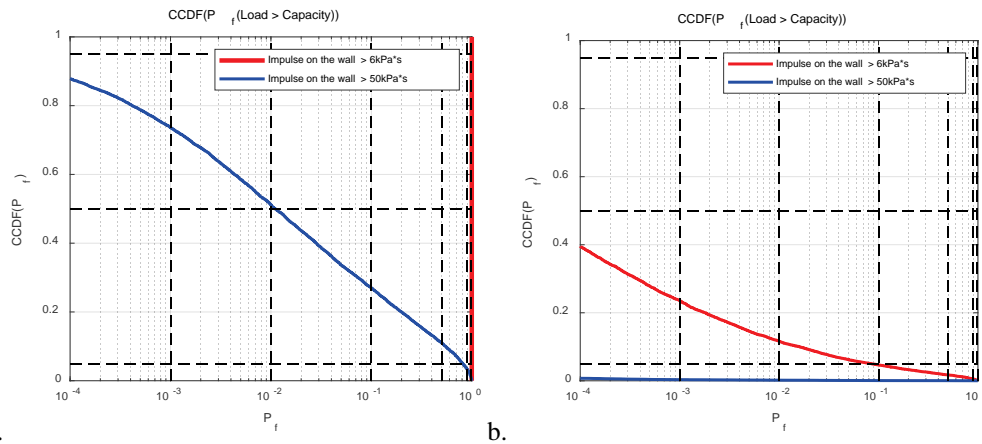 CCDF(P f (Load > Capacity))
1
0.8
0.6
0.4
0.2
0
CCDF(P f )
Impulse on the wall > 6kPa*s
Impulse on the wall > 50kPa*s
10 -4
10 -3
10 -2
10 -1
10 0
P f
.
CCDF(P f (Load > Capacity))
1
0.8
0.6
0.4
0.2
0
CCDF(P f )
Impulse on the wall > 6kPa*s
Impulse on the wall > 50kPa*s
10 -4
10 -3
10 -2
10 -1
10
P f
b.